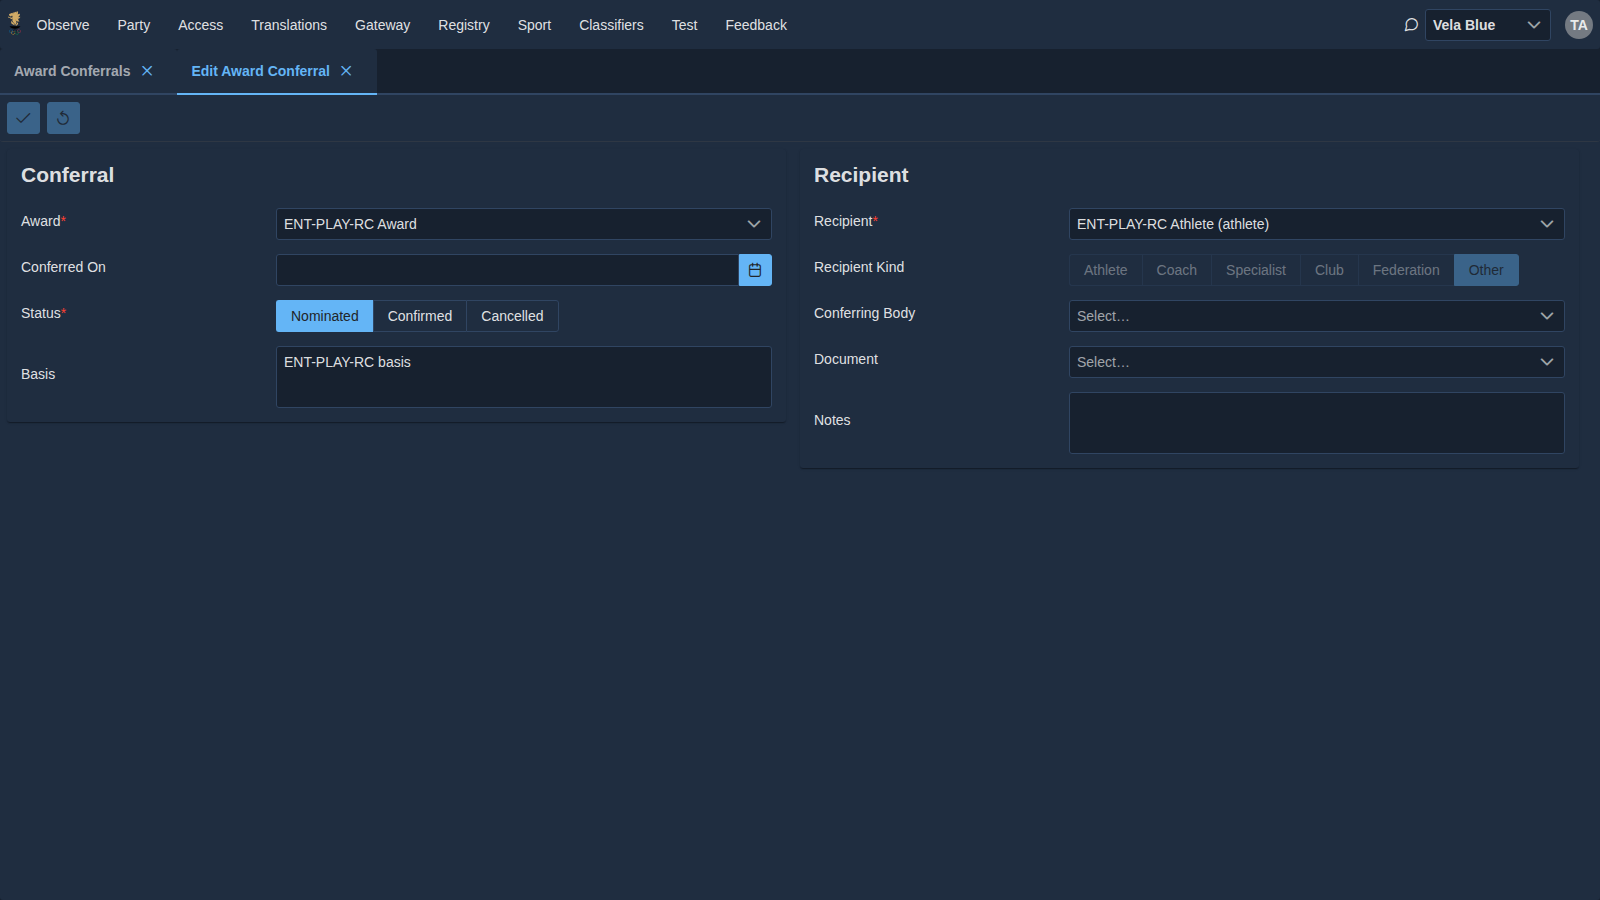 Observe Party Access Translations Gateway Registry Sport Classifiers Test Feedback Vela Blue TA
Award Conferrals Edit Award Conferral
Conferral
Award* ENT-PLAY-RC Award
Conferred On
Status* Nominated Confirmed Cancelled
Basis ENT-PLAY-RC basis
Recipient
Recipient* ENT-PLAY-RC Athlete (athlete)
Recipient Kind Athlete Coach Specialist Club Federation Other
Conferring Body Select...
Document Select...
Notes